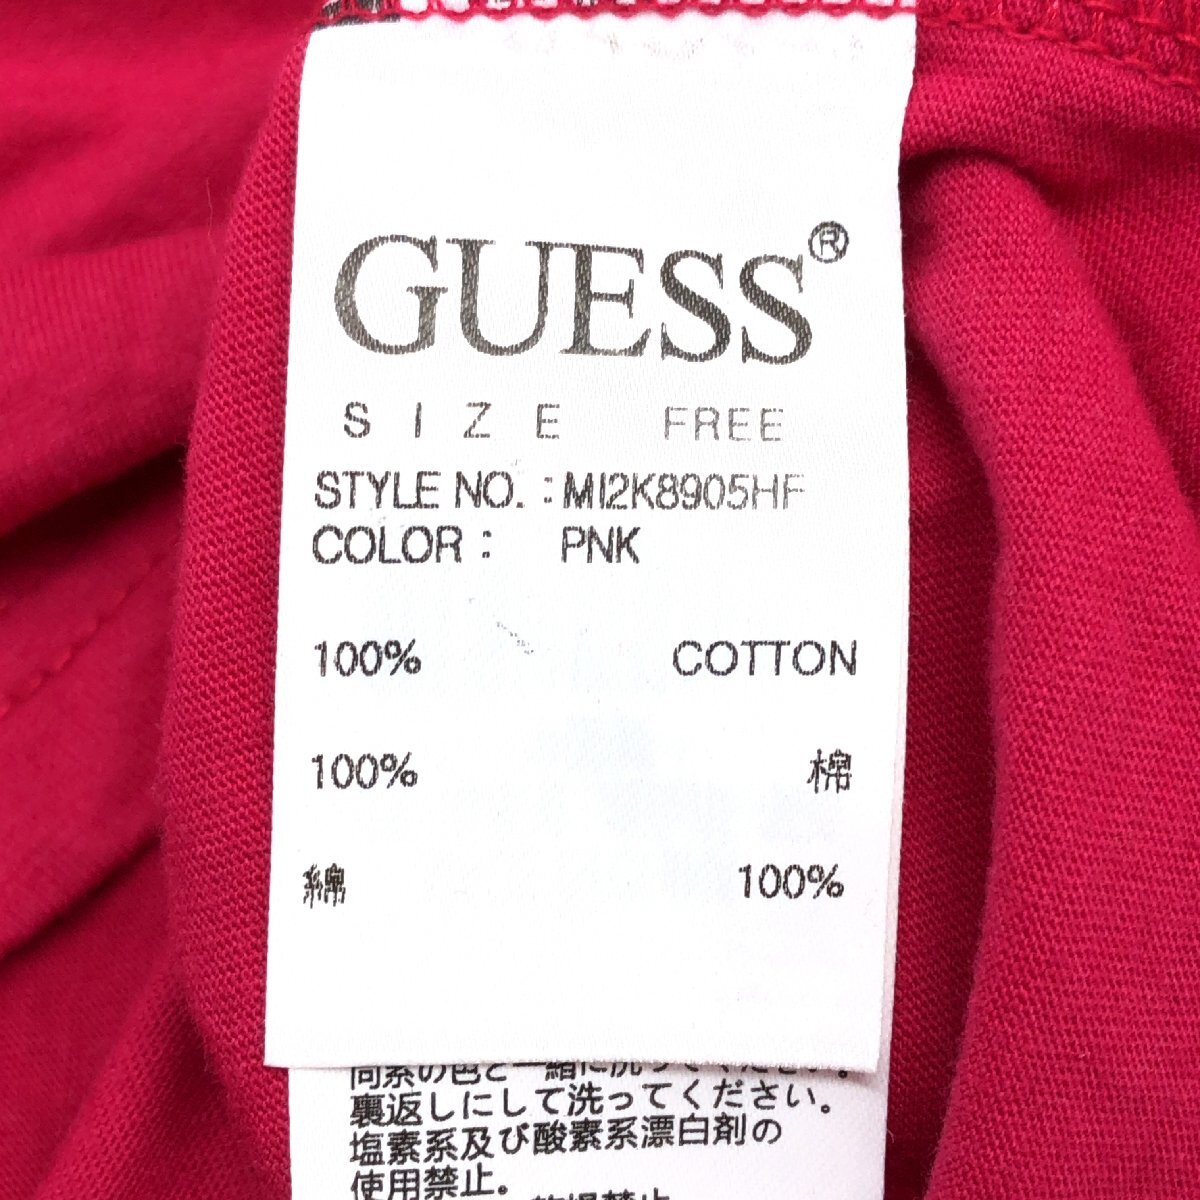 GUESS®
SIZE FREE
STYLE NO. : MI2K8905HF
COLOR : PNK
100% COTTON
100% 棉
綿 100%
同系の色と一緒に洗ってください。
裏返しにして洗ってください。
塩素系及び酸素系漂白剤の
使用禁止。